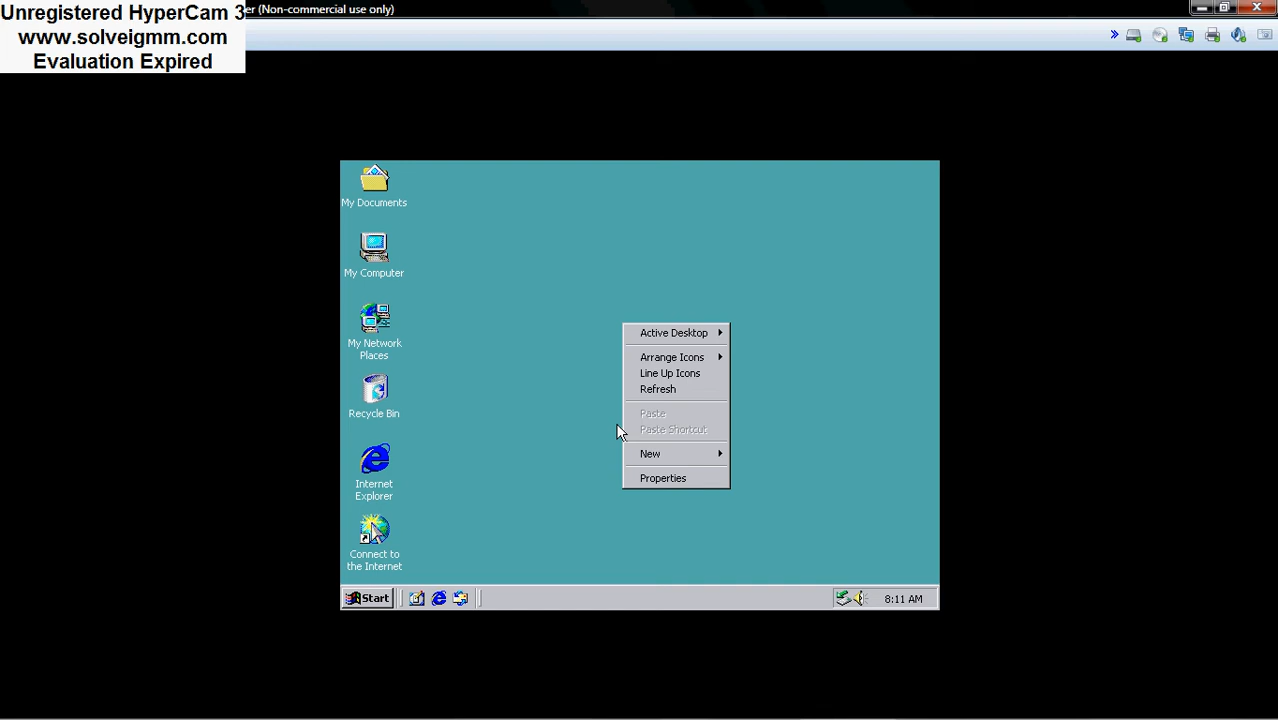 Unregistered HyperCam 3
www.solveigmm.com
Evaluation Expired
er (Non-commercial use only)
»
My Documents
My Computer
My Network
Places
Recycle Bin
Internet
Explorer
Connect to
the Internet
Active Desktop
Arrange Icons
Line Up Icons
Refresh
Paste
Paste Shortcut
New
Properties
Start
8:11 AM